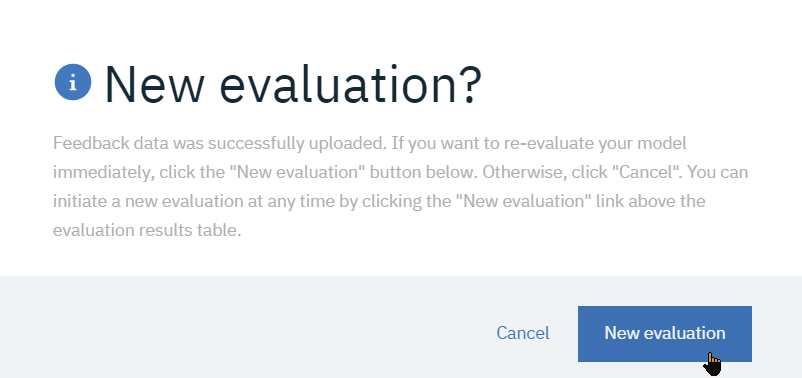 New evaluation?
Feedback data was successfully uploaded. If you want to re-evaluate your model
immediately, click the "New evaluation" button below. Otherwise, click "Cancel". You can
initiate a new evaluation at any time by clicking the "New evaluation" link above the
evaluation results table.
Cancel New evaluation